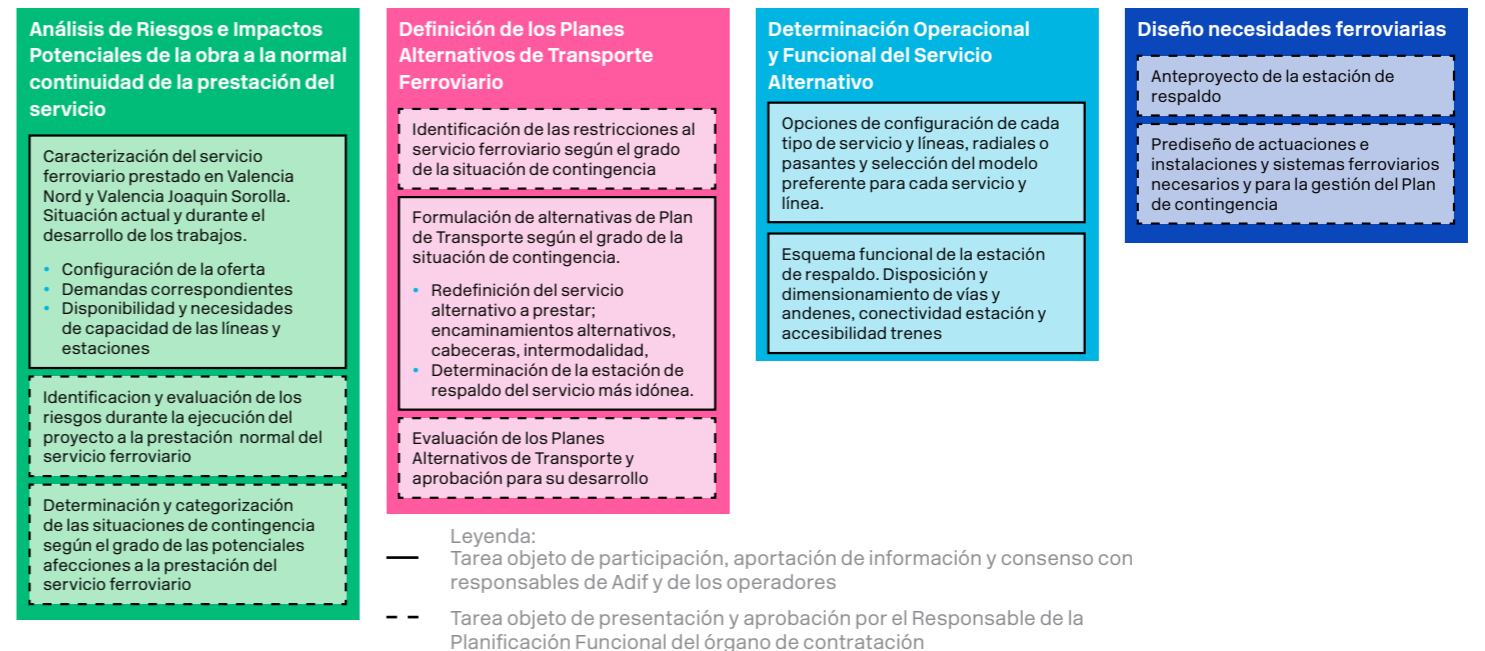 Análisis de Riesgos e Impactos
Potenciales de la obra a la normal
continuidad de la prestación del
servicio
Caracterización del servicio
ferroviario prestado en Valencia
Nord y Valencia Joaquin Sorolla.
Situación actual y durante el
desarrollo de los trabajos.
• Configuración de la oferta
• Demandas correspondientes
• Disponibilidad y necesidades
de capacidad de las líneas y
estaciones
Identificacion y evaluación de los
riesgos durante la ejecución del
proyecto a la prestación normal del
servicio ferroviario
Determinación y categorización
de las situaciones de contingencia
según el grado de las potenciales
afecciones a la prestación del
servicio ferroviario
Definición de los Planes
Alternativos de Transporte
Ferroviario
Identificación de las restricciones al
servicio ferroviario según el grado
de la situación de contingencia
Formulación de alternativas de Plan
de Transporte según el grado de la
situación de contingencia.
• Redefinición del servicio
alternativo a prestar;
encaminamientos alternativos,
cabeceras, intermodalidad,
• Determinación de la estación de
respaldo del servicio más idónea.
Evaluación de los Planes
Alternativos de Transporte y
aprobación para su desarrollo
Determinación Operacional
y Funcional del Servicio
Alternativo
Opciones de configuración de cada
tipo de servicio y líneas, radiales o
pasantes y selección del modelo
preferente para cada servicio y
línea.
Esquema funcional de la estación
de respaldo. Disposición y
dimensionamiento de vías y
andenes, conectividad estación y
accesibilidad trenes
Diseño necesidades ferroviarias
Anteproyecto de la estación de
respaldo
Prediseño de actuaciones e
instalaciones y sistemas ferroviarios
necesarios y para la gestión del Plan
de contingencia
Leyenda:
Tarea objeto de participación, aportación de información y consenso con
responsables de Adif y de los operadores
Tarea objeto de presentación y aprobación por el Responsable de la
Planificación Funcional del órgano de contratación